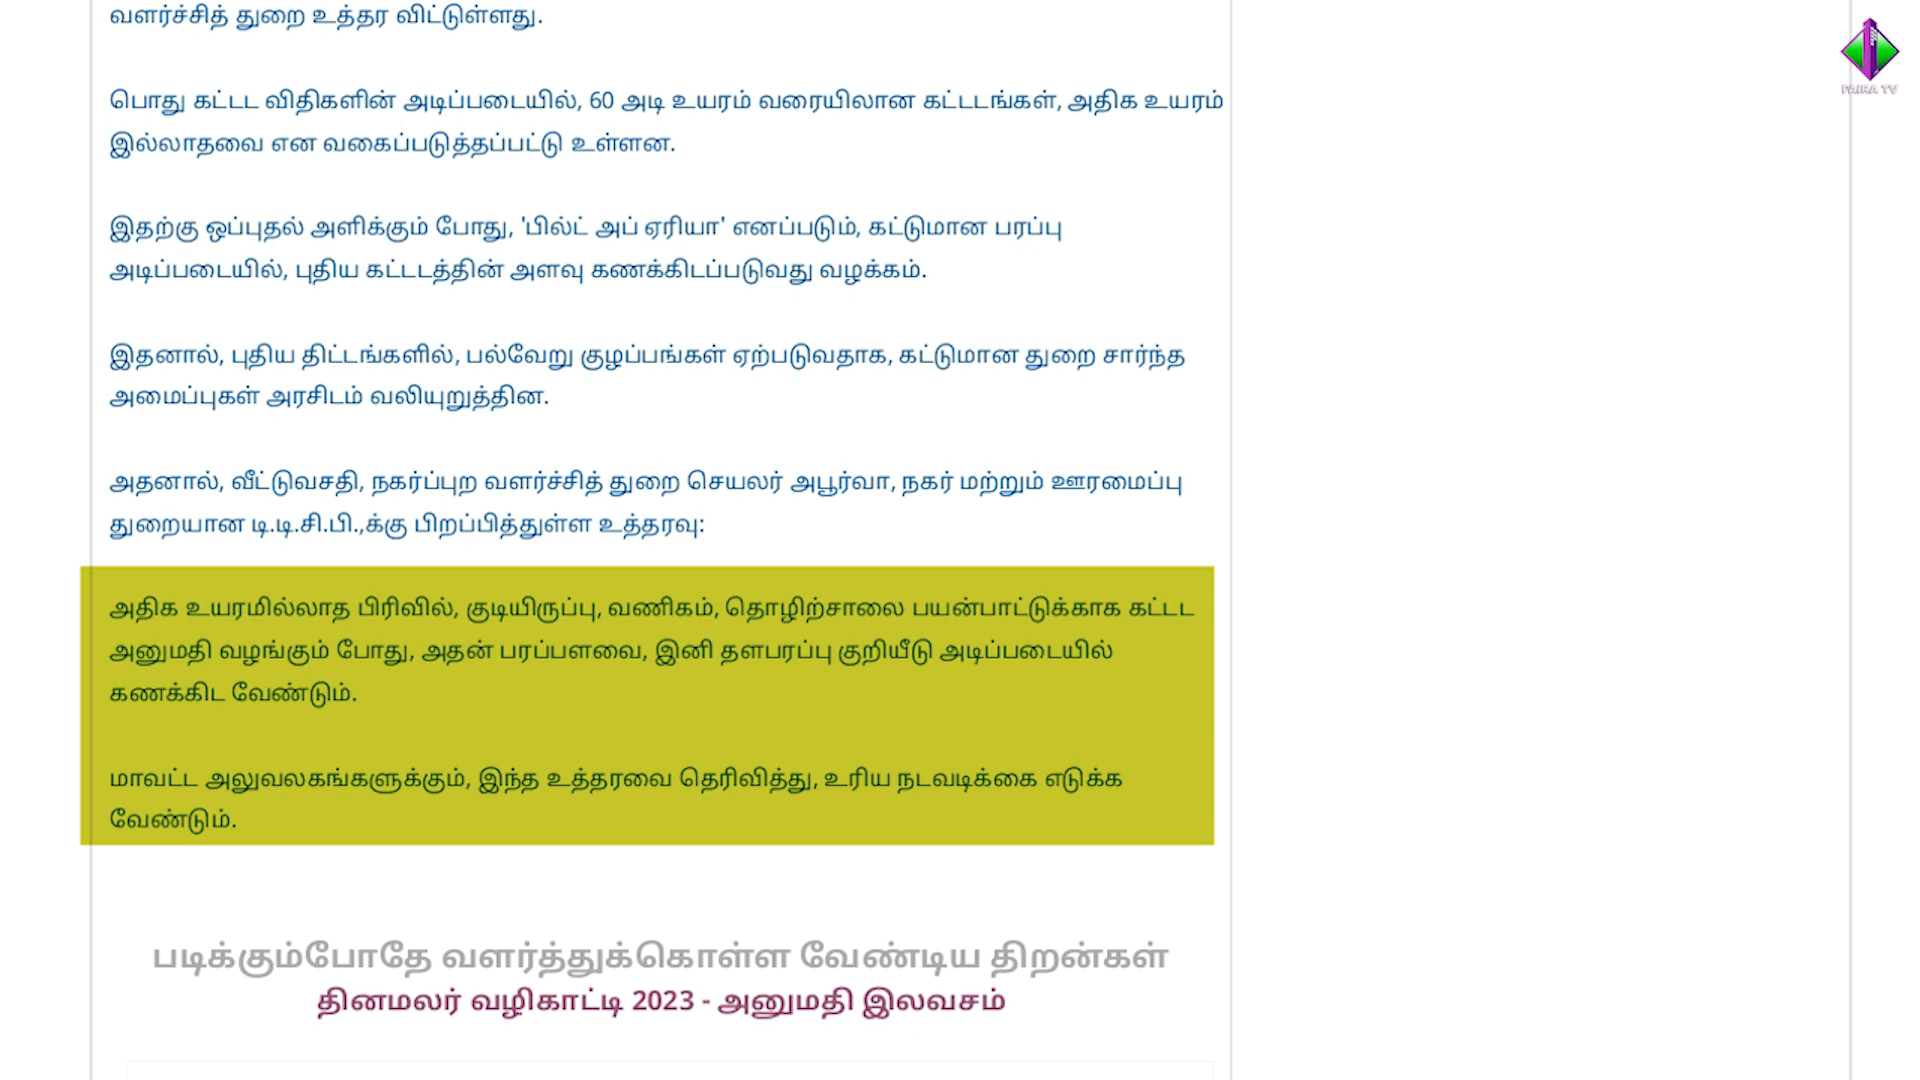 வளர்ச்சித் துறை உத்தர விட்டுள்ளது.
பொது கட்டட விதிகளின் அடிப்படையில், 60 அடி உயரம் வரையிலான கட்டடங்கள், அதிக உயரம்
இல்லாதவை என வகைப்படுத்தப்பட்டு உள்ளன.
இதற்கு ஒப்புதல் அளிக்கும் போது, 'பில்ட் அப் ஏரியா' எனப்படும், கட்டுமான பரப்பு
அடிப்படையில், புதிய கட்டடத்தின் அளவு கணக்கிடப்படுவது வழக்கம்.
இதனால், புதிய திட்டங்களில், பல்வேறு குழப்பங்கள் ஏற்படுவதாக, கட்டுமான துறை சார்ந்த
அமைப்புகள் அரசிடம் வலியுறுத்தின.
அதனால், வீட்டுவசதி, நகர்ப்புற வளர்ச்சித் துறை செயலர் அபூர்வா, நகர் மற்றும் ஊரமைப்பு
துறையான டி.டி.சி.பி.,க்கு பிறப்பித்துள்ள உத்தரவு:
அதிக உயரமில்லாத பிரிவில், குடியிருப்பு, வணிகம், தொழிற்சாலை பயன்பாட்டுக்காக கட்டட
அனுமதி வழங்கும் போது, அதன் பரப்பளவை, இனி தளபரப்பு குறியீடு அடிப்படையில்
கணக்கிட வேண்டும்.
மாவட்ட அலுவலகங்களுக்கும், இந்த உத்தரவை தெரிவித்து, உரிய நடவடிக்கை எடுக்க
வேண்டும்.
படிக்கும்போதே வளர்த்துக்கொள்ள வேண்டிய திறன்கள்
தினமலர் வழிகாட்டி 2023 - அனுமதி இலவசம்
FAIRA TV